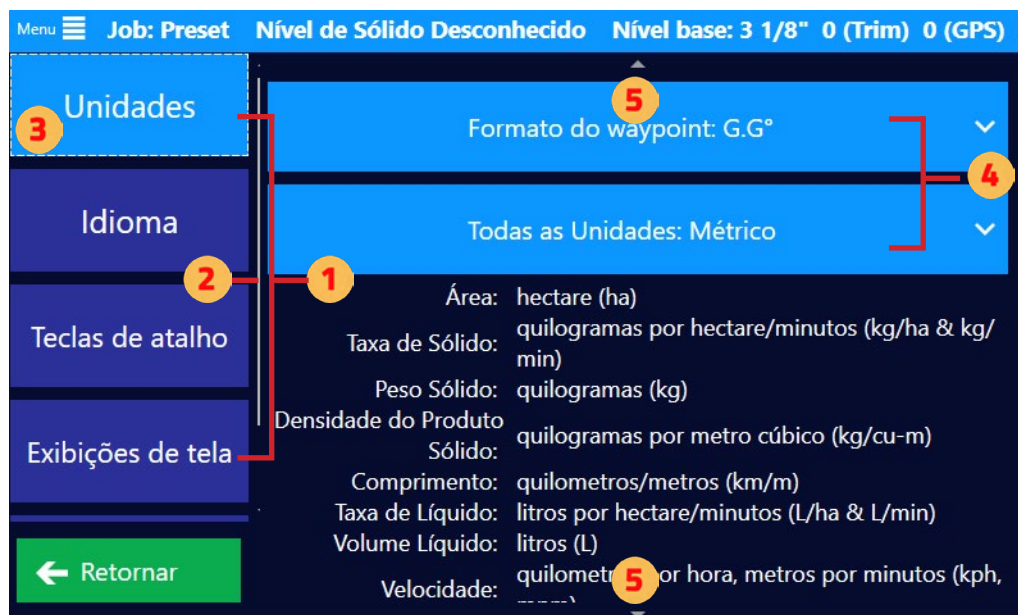 Menu Job: Preset Nível de Sólido Desconhecido Nível base: 3 1/8" 0 (Trim) 0 (GPS)
Unidades
3
Idioma
2
1
Teclas de atalho
Exibições de tela
Retornar
5
Formato do waypoint: G.G°
4
Todas as Unidades: Métrico
Área: hectare (ha)
Taxa de Sólido: quilogramas por hectare/minutos (kg/ha & kg/
min)
Peso Sólido: quilogramas (kg)
Densidade do Produto
Sólido: quilogramas por metro cúbico (kg/cu-m)
Comprimento: quilometros/metros (km/m)
Taxa de Líquido: litros por hectare/minutos (L/ha & L/min)
Volume Líquido: litros (L)
Velocidade: hora, metros por minutos (kph,
5